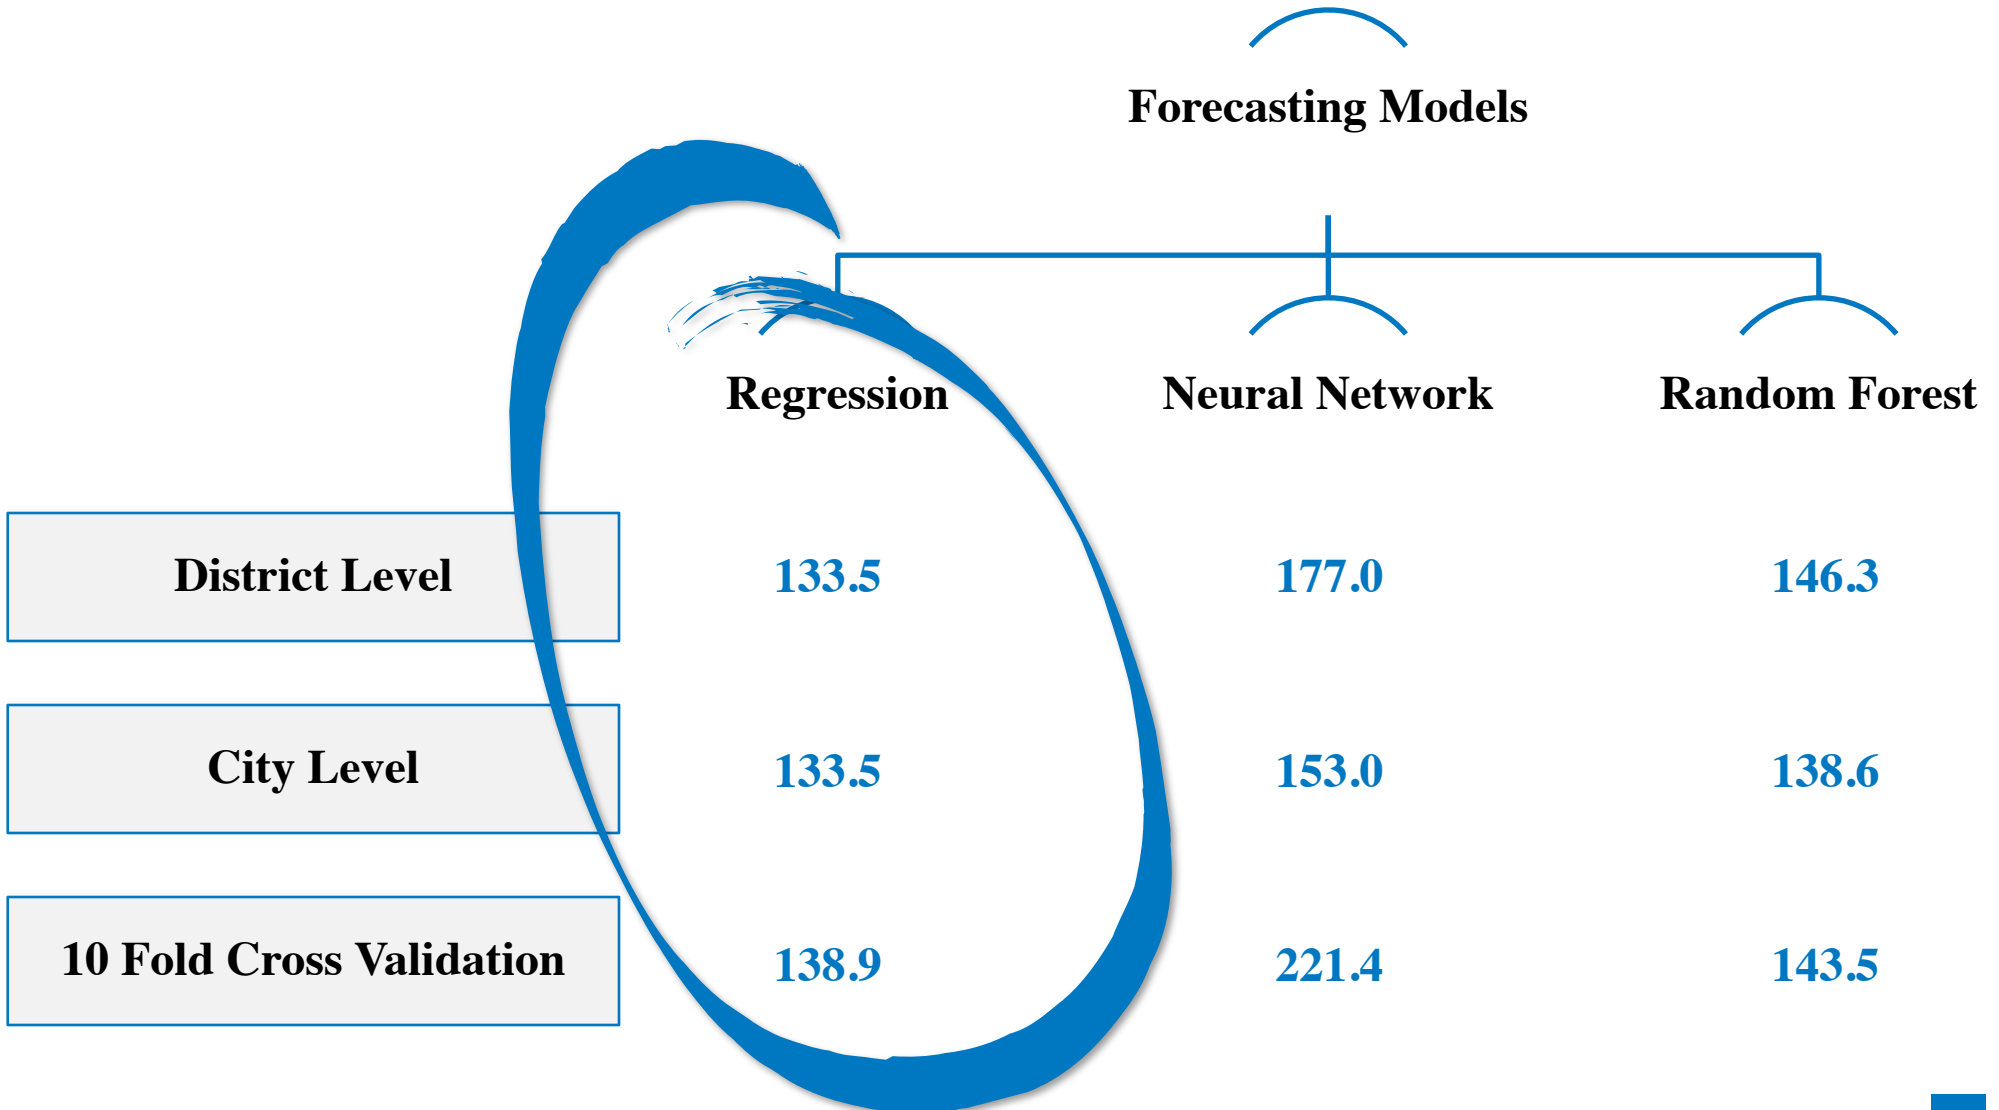 Forecasting Models
Regression Neural Network Random Forest
District Level 133.5 177.0 146.3
City Level 133.5 153.0 138.6
10 Fold Cross Validation 138.9 221.4 143.5